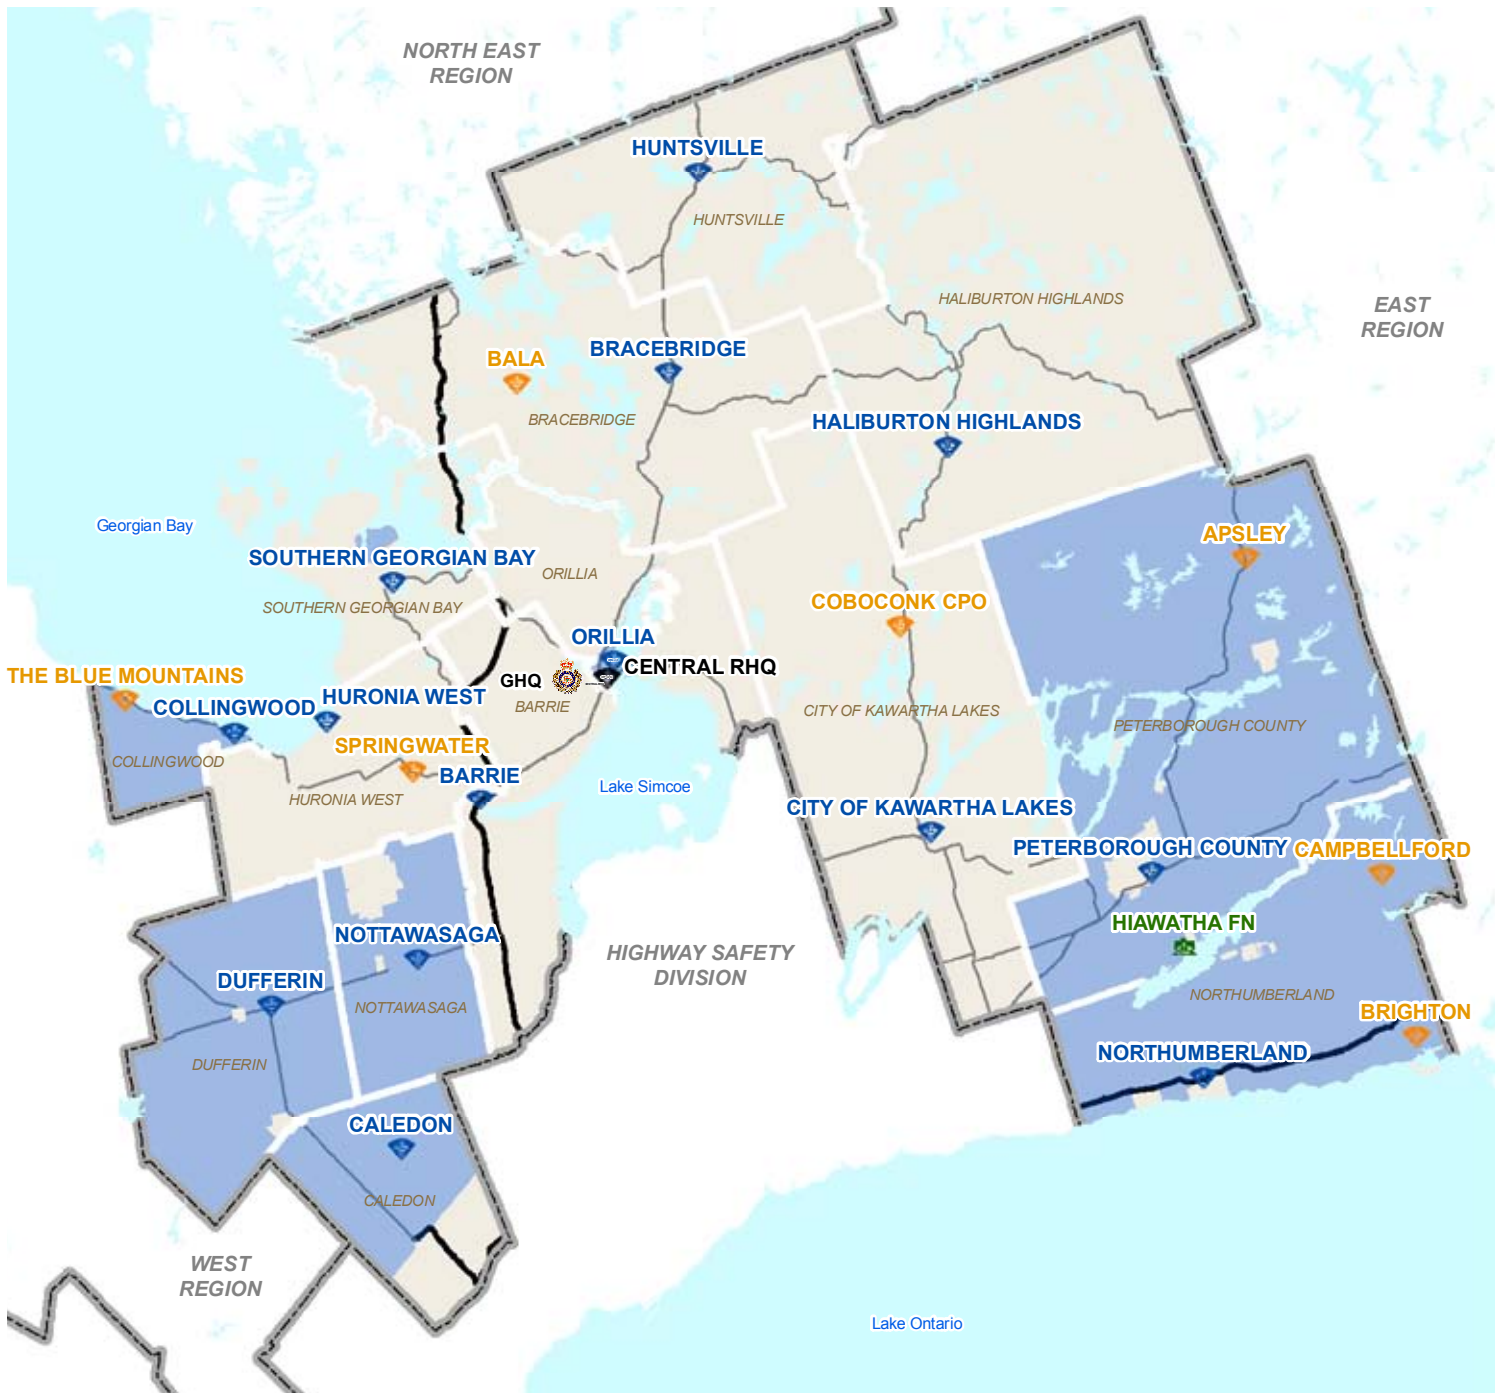 NORTH EAST
REGION
HUNTSVILLE
HUNTSVILLE
HALIBURTON HIGHLANDS
EAST
REGION
BRACEBRIDGE
BALA
BRACEBRIDGE
HALIBURTON HIGHLANDS
Georgian Bay
APSLEY
SOUTHERN GEORGIAN BAY
ORILLIA
SOUTHERN GEORGIAN BAY
COBOCONK CPO
ORILLIA
CENTRAL RHQ
GHQ
THE BLUE MOUNTAINS
HURONIA WEST
COLLINGWOOD
BARRIE
CITY OF KAWARTHA LAKES
PETERBOROUGH COUNTY
SPRINGWATER
COLLINGWOOD
BARRIE
Lake Simcoe
HURONIA WEST
CITY OF KAWARTHA LAKES
PETERBOROUGH COUNTY
CAMPBELLFORD
HIAWATHA FN
NOTTAWASAGA
HIGHWAY SAFETY
DIVISION
DUFFERIN
NORTHUMBERLAND
NOTTAWASAGA
BRIGHTON
NORTHUMBERLAND
DUFFERIN
CALEDON
CALEDON
WEST
REGION
Lake Ontario